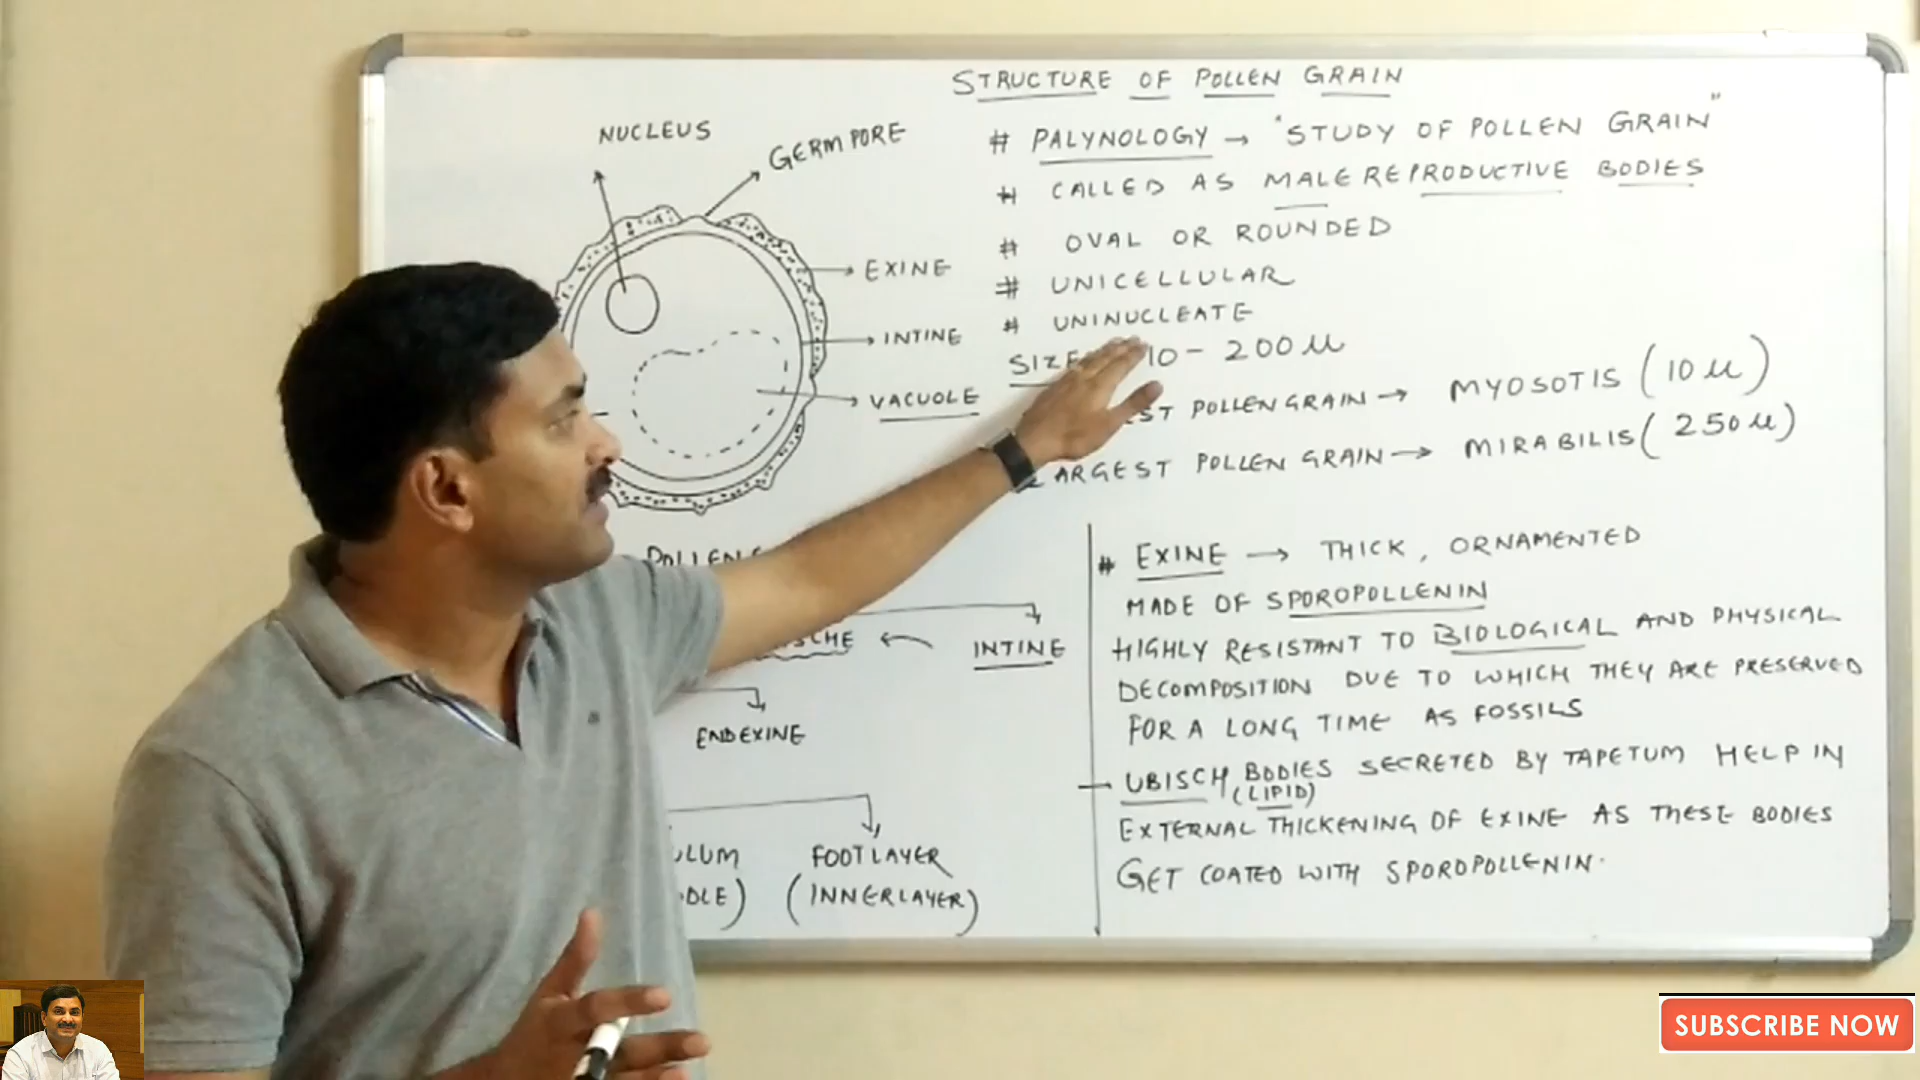 STRUCTURE OF POLLEN GRAIN
NUCLEUS
GERM PORE
EXINE
INTINE
VACUOLE
# PALYNOLOGY → "STUDY OF POLLEN GRAIN"
# CALLED AS MALE REPRODUCTIVE BODIES
# OVAL OR ROUNDED
# UNICELLULAR
# UNINUCLEATE
SIZE 10 - 200 µ
POLLEN GRAIN → MYOSOTIS (10 µ)
LARGEST POLLEN GRAIN → MIRABILIS (250 µ)
INTINE
ENDEXINE
FOOT LAYER
(INNER LAYER)
# EXINE → THICK, ORNAMENTED
MADE OF SPOROPOLLENIN
HIGHLY RESISTANT TO BIOLOGICAL AND PHYSICAL
DECOMPOSITION DUE TO WHICH THEY ARE PRESERVED
FOR A LONG TIME AS FOSSILS
→ UBISCH BODIES SECRETED BY TAPETUM HELP IN
(LIPID)
EXTERNAL THICKENING OF EXINE AS THESE BODIES
GET COATED WITH SPOROPOLLENIN.
SUBSCRIBE NOW